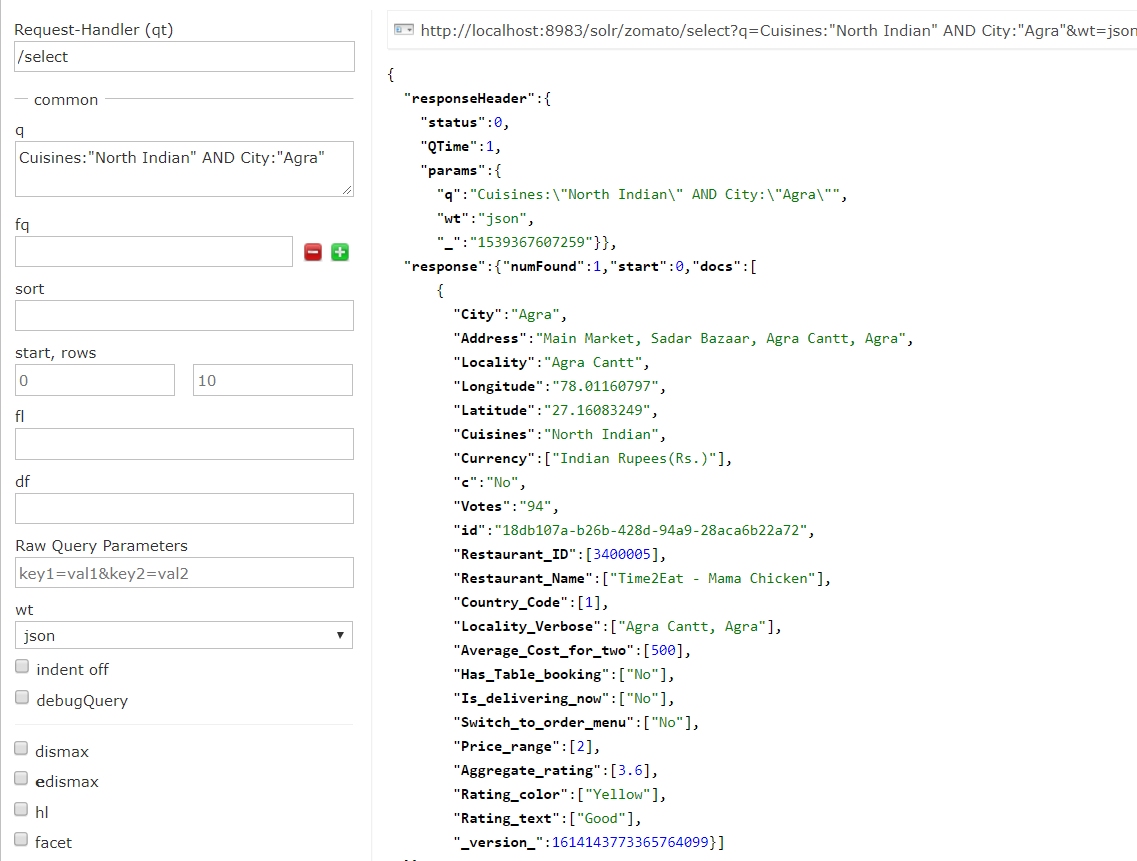 Request-Handler (qt)
/select
common
q
Cuisines:"North Indian" AND City:"Agra"
fq
sort
start, rows
0
10
fl
df
Raw Query Parameters
key1=val1&key2=val2
wt
json
indent off
debugQuery
dismax
edismax
hl
facet
http://localhost:8983/solr/zomato/select?q=Cuisines:"North Indian" AND City:"Agra"&wt=json
{
"responseHeader":{
"status":0,
"QTime":1,
"params":{
"q":"Cuisines:\"North Indian\" AND City:\"Agra\"",
"wt":"json",
"_":"1539367607259"}},
"response":{"numFound":1,"start":0,"docs":[
{
"City":"Agra",
"Address":"Main Market, Sadar Bazaar, Agra Cantt, Agra",
"Locality":"Agra Cantt",
"Longitude":"78.01160797",
"Latitude":"27.16083249",
"Cuisines":"North Indian",
"Currency":["Indian Rupees(Rs.)"],
"c":"No",
"Votes":"94",
"id":"18db107a-b26b-428d-94a9-28aca6b22a72",
"Restaurant_ID":[3400005],
"Restaurant_Name":["Time2Eat - Mama Chicken"],
"Country_Code":[1],
"Locality_Verbose":["Agra Cantt, Agra"],
"Average_Cost_for_two":[500],
"Has_Table_booking":["No"],
"Is_delivering_now":["No"],
"Switch_to_order_menu":["No"],
"Price_range":[2],
"Aggregate_rating":[3.6],
"Rating_color":["Yellow"],
"Rating_text":["Good"],
"_version_":1614143773365764099}]